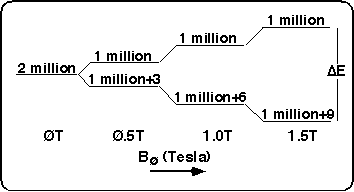 1 million
1 million
1 million
2 million
ΔE
1 million+3
1 million+6
1 million+9
ØT Ø.5T 1.0T 1.5T
BØ (Tesla)